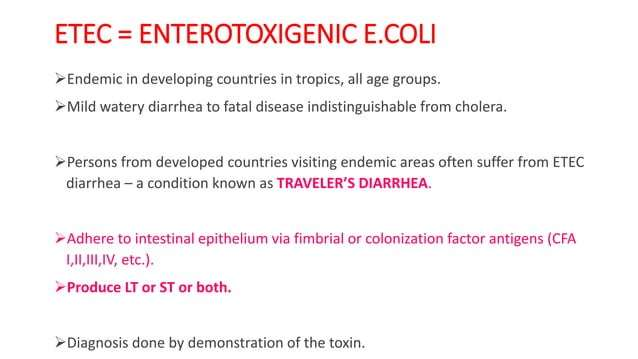 ETEC = ENTEROTOXIGENIC E.COLI
➢Endemic in developing countries in tropics, all age groups.
➢Mild watery diarrhea to fatal disease indistinguishable from cholera.
➢Persons from developed countries visiting endemic areas often suffer from ETEC
diarrhea – a condition known as TRAVELER’S DIARRHEA.
➢Adhere to intestinal epithelium via fimbrial or colonization factor antigens (CFA
I,II,III,IV, etc.).
➢Produce LT or ST or both.
➢Diagnosis done by demonstration of the toxin.